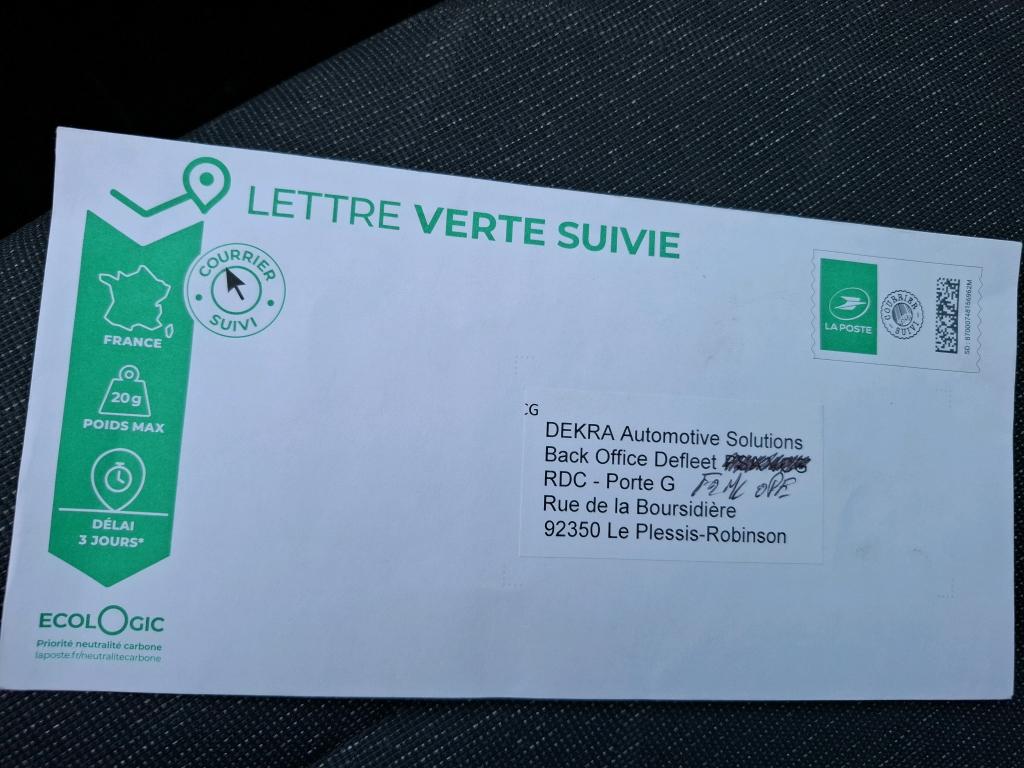 LETTRE VERTE SUIVIE
COURRIER
SUIVI
FRANCE
20g
POIDS MAX
DÉLAI
3 JOURS*
ECOLOGIC
Priorité neutralité carbone
laposte.fr/neutralitecarbone
LA POSTE
COURRIER
SUIVI
CG
DEKRA Automotive Solutions
Back Office Defleet
RDC - Porte G
Rue de la Boursidière
92350 Le Plessis-Robinson